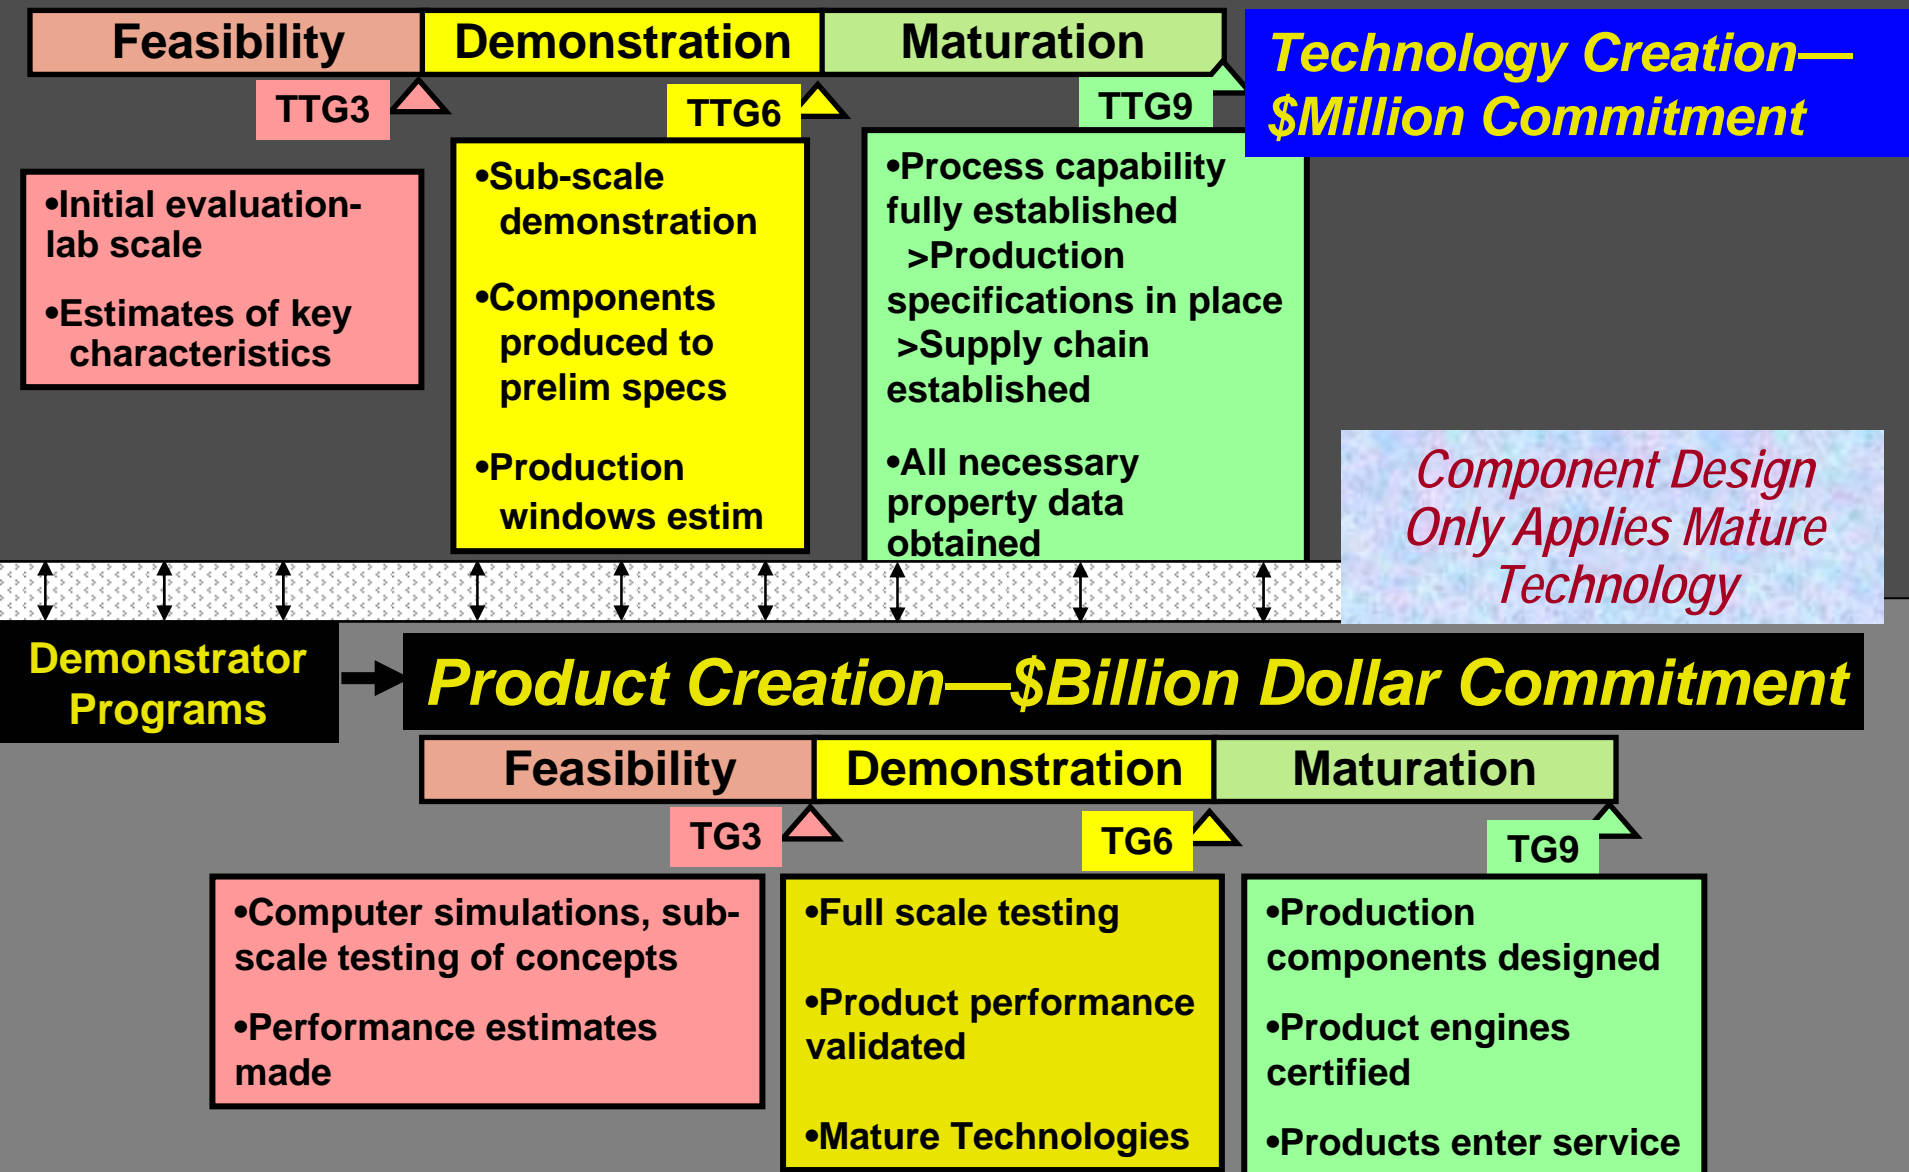 Feasibility
Demonstration
Maturation
Technology Creation—
$Million Commitment
TTG3
TTG6
TTG9
•Initial evaluation-
lab scale
•Estimates of key
characteristics
•Sub-scale
demonstration
•Components
produced to
prelim specs
•Production
windows estim
•Process capability
fully established
>Production
specifications in place
>Supply chain
established
•All necessary
property data
obtained
Component Design
Only Applies Mature
Technology
Demonstrator
Programs
Product Creation—$Billion Dollar Commitment
Feasibility
Demonstration
Maturation
TG3
TG6
TG9
•Computer simulations, sub-
scale testing of concepts
•Performance estimates
made
•Full scale testing
•Product performance
validated
•Mature Technologies
•Production
components designed
•Product engines
certified
•Products enter service